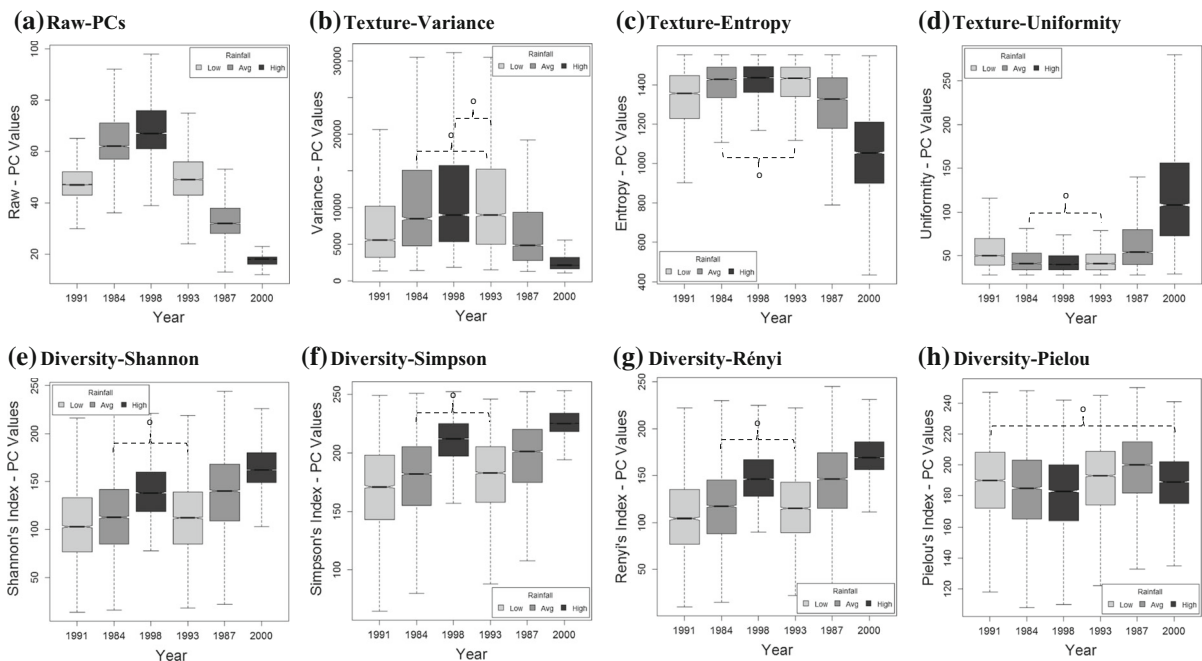 (a) Raw-PCs
Rainfall
Low Avg High
Raw - PC Values
20 40 60 80 100
1991 1984 1998 1993 1987 2000
Year
(b) Texture-Variance
Rainfall
Low Avg High
Variance - PC Values
0 5000 10000 20000 30000
o
o
1991 1984 1998 1993 1987 2000
Year
(c) Texture-Entropy
Rainfall
Low Avg High
Entropy - PC Values
400 600 800 1000 1200 1400
o
1991 1984 1998 1993 1987 2000
Year
(d) Texture-Uniformity
Rainfall
Low Avg High
Uniformity - PC Values
50 100 150 200 250
o
1991 1984 1998 1993 1987 2000
Year
(e) Diversity-Shannon
Rainfall
Low Avg High
Shannon's Index - PC Values
50 100 150 200 250
o
1991 1984 1998 1993 1987 2000
Year
(f) Diversity-Simpson
Rainfall
Low Avg High
Simpson's Index - PC Values
100 150 200 250
o
1991 1984 1998 1993 1987 2000
Year
(g) Diversity-Rényi
Rainfall
Low Avg High
Renyi's Index - PC Values
0 50 100 150 200 250
o
1991 1984 1998 1993 1987 2000
Year
(h) Diversity-Pielou
Rainfall
Low Avg High
Pielou's Index - PC Values
120 140 160 180 200 220 240
o
1991 1984 1998 1993 1987 2000
Year